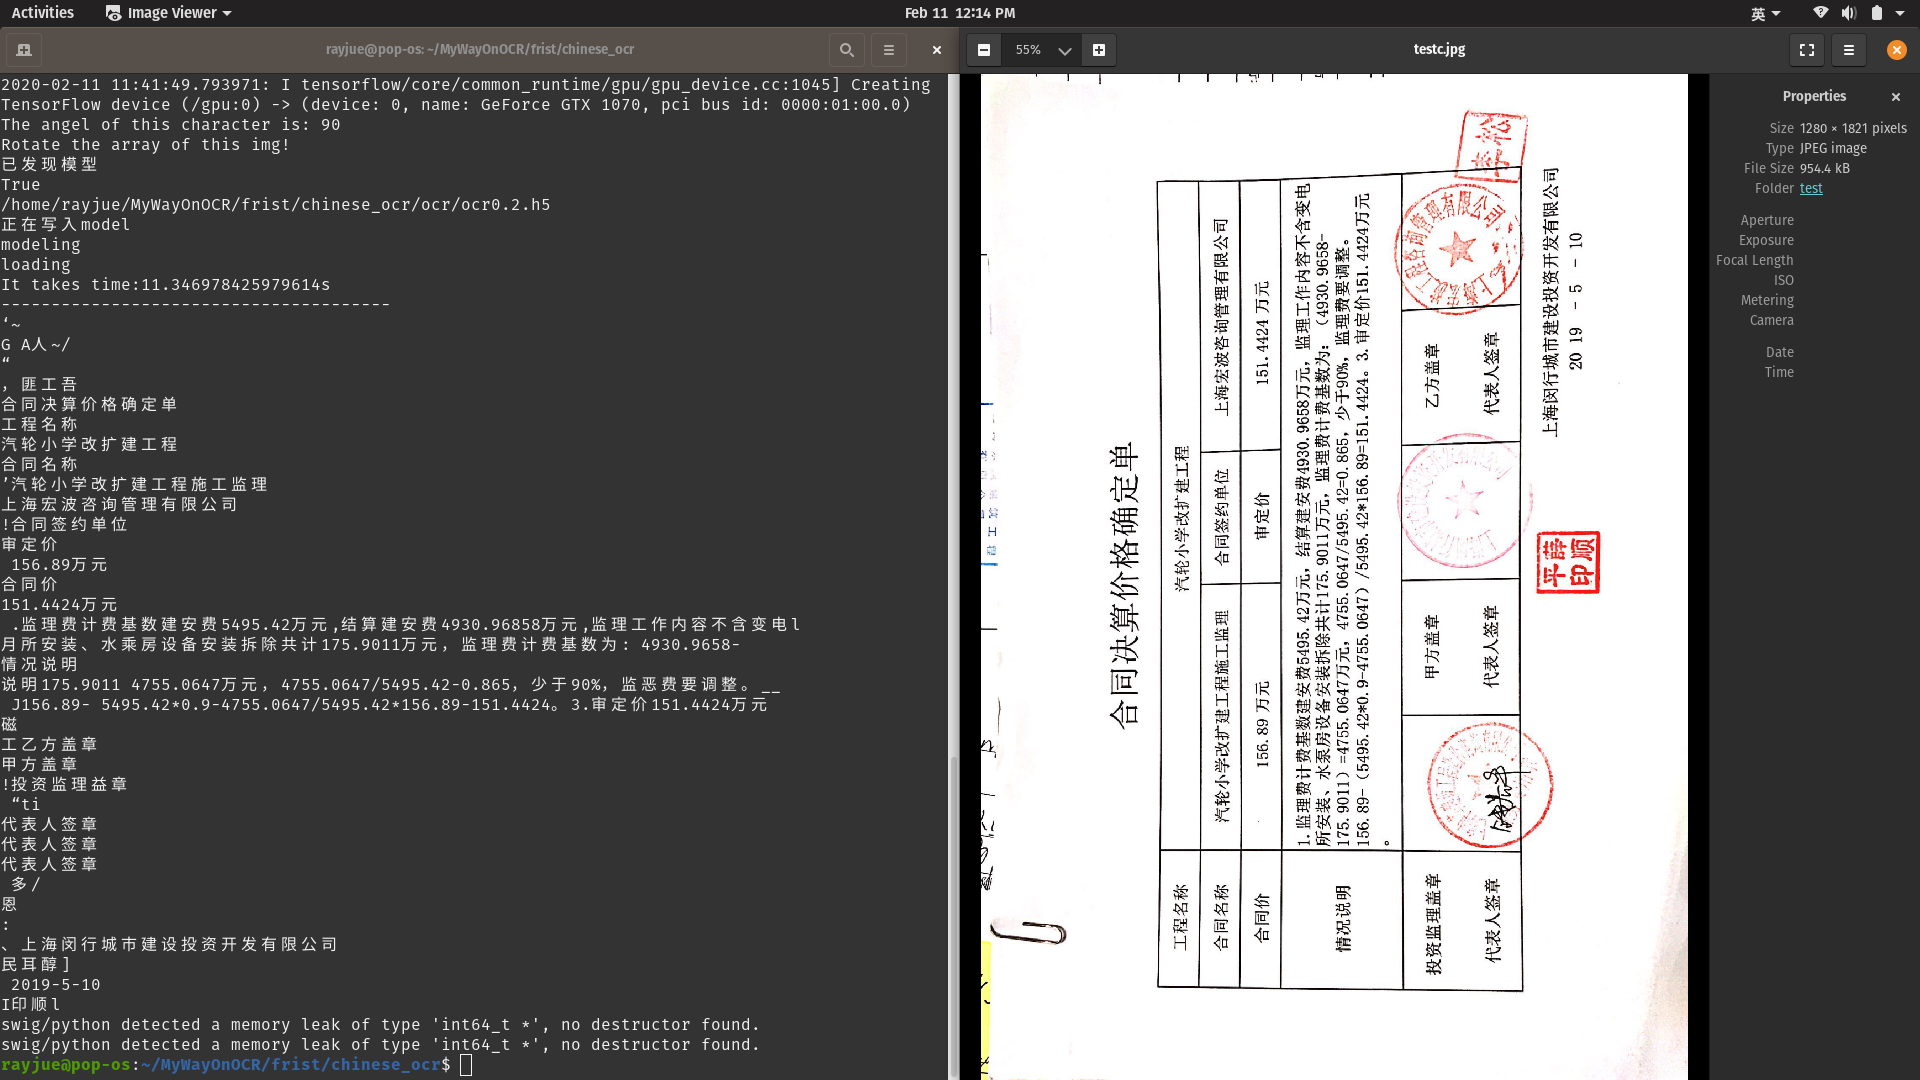 Activities
Image Viewer
Feb 11 12:14 PM
英
rayjue@pop-os: ~/MyWayOnOCR/frist/chinese_ocr
2020-02-11 11:41:49.793971: I tensorflow/core/common_runtime/gpu/gpu_device.cc:1045] Creating
TensorFlow device (/gpu:0) -> (device: 0, name: GeForce GTX 1070, pci bus id: 0000:01:00.0)
The angel of this character is: 90
Rotate the array of this img!
已发现模型
True
/home/rayjue/MyWayOnOCR/frist/chinese_ocr/ocr/ocr0.2.h5
正在写入model
modeling
loading
It takes time:11.346978425979614s
---------------------------------------
‘~
G A人~/
“
, 匪工吾
合同决算价格确定单
工程名称
汽轮小学改扩建工程
合同名称
’汽轮小学改扩建工程施工监理
上海宏波咨询管理有限公司
!合同签约单位
审定价
156.89万元
合同价
151.4424万元
.监理费计费基数建安费5495.42万元,结算建安费4930.96858万元,监理工作内容不含变电l
月所安装、水乘房设备安装拆除共计175.9011万元, 监理费计费基数为: 4930.9658-
情况说明
说明175.9011 4755.0647万元, 4755.0647/5495.42-0.865, 少于90%, 监恶费要调整。__
J156.89- 5495.42*0.9-4755.0647/5495.42*156.89-151.4424。3.审定价151.4424万元
磁
工乙方盖章
甲方盖章
!投资监理益章
“ti
代表人签章
代表人签章
代表人签章
多/
恩
:
、上海闵行城市建设投资开发有限公司
民耳醇]
2019-5-10
I印顺l
swig/python detected a memory leak of type 'int64_t *', no destructor found.
swig/python detected a memory leak of type 'int64_t *', no destructor found.
rayjue@pop-os:~/MyWayOnOCR/frist/chinese_ocr$
55%
testc.jpg
合同决算价格确定单
工程名称
汽轮小学改扩建工程
合同名称
汽轮小学改扩建工程施工监理
合同签约单位
上海宏波咨询管理有限公司
合同价
156.89 万元
审定价
151.4424 万元
情况说明
1.监理费计费基数建安费5495.42万元，结算建安费4930.9658万元，监理工作内容不含变电
所安装、水泵房设备安装拆除共计175.9011万元，监理费计费基数为：（4930.9658-
175.9011）=4755.0647万元，4755.0647/5495.42=0.865，少于90%，监理费要调整。
156.89-（5495.42*0.9-4755.0647）/5495.42*156.89=151.4424。3.审定价151.4424万元
。
投资监理盖章
甲方盖章
乙方盖章
代表人签章
代表人签章
代表人签章
上海闵行城市建设投资开发有限公司
20 19 - 5 - 10
薛顺
平印
Properties
Size 1280 × 1821 pixels
Type JPEG image
File Size 954.4 kB
Folder test
Aperture
Exposure
Focal Length
ISO
Metering
Camera
Date
Time